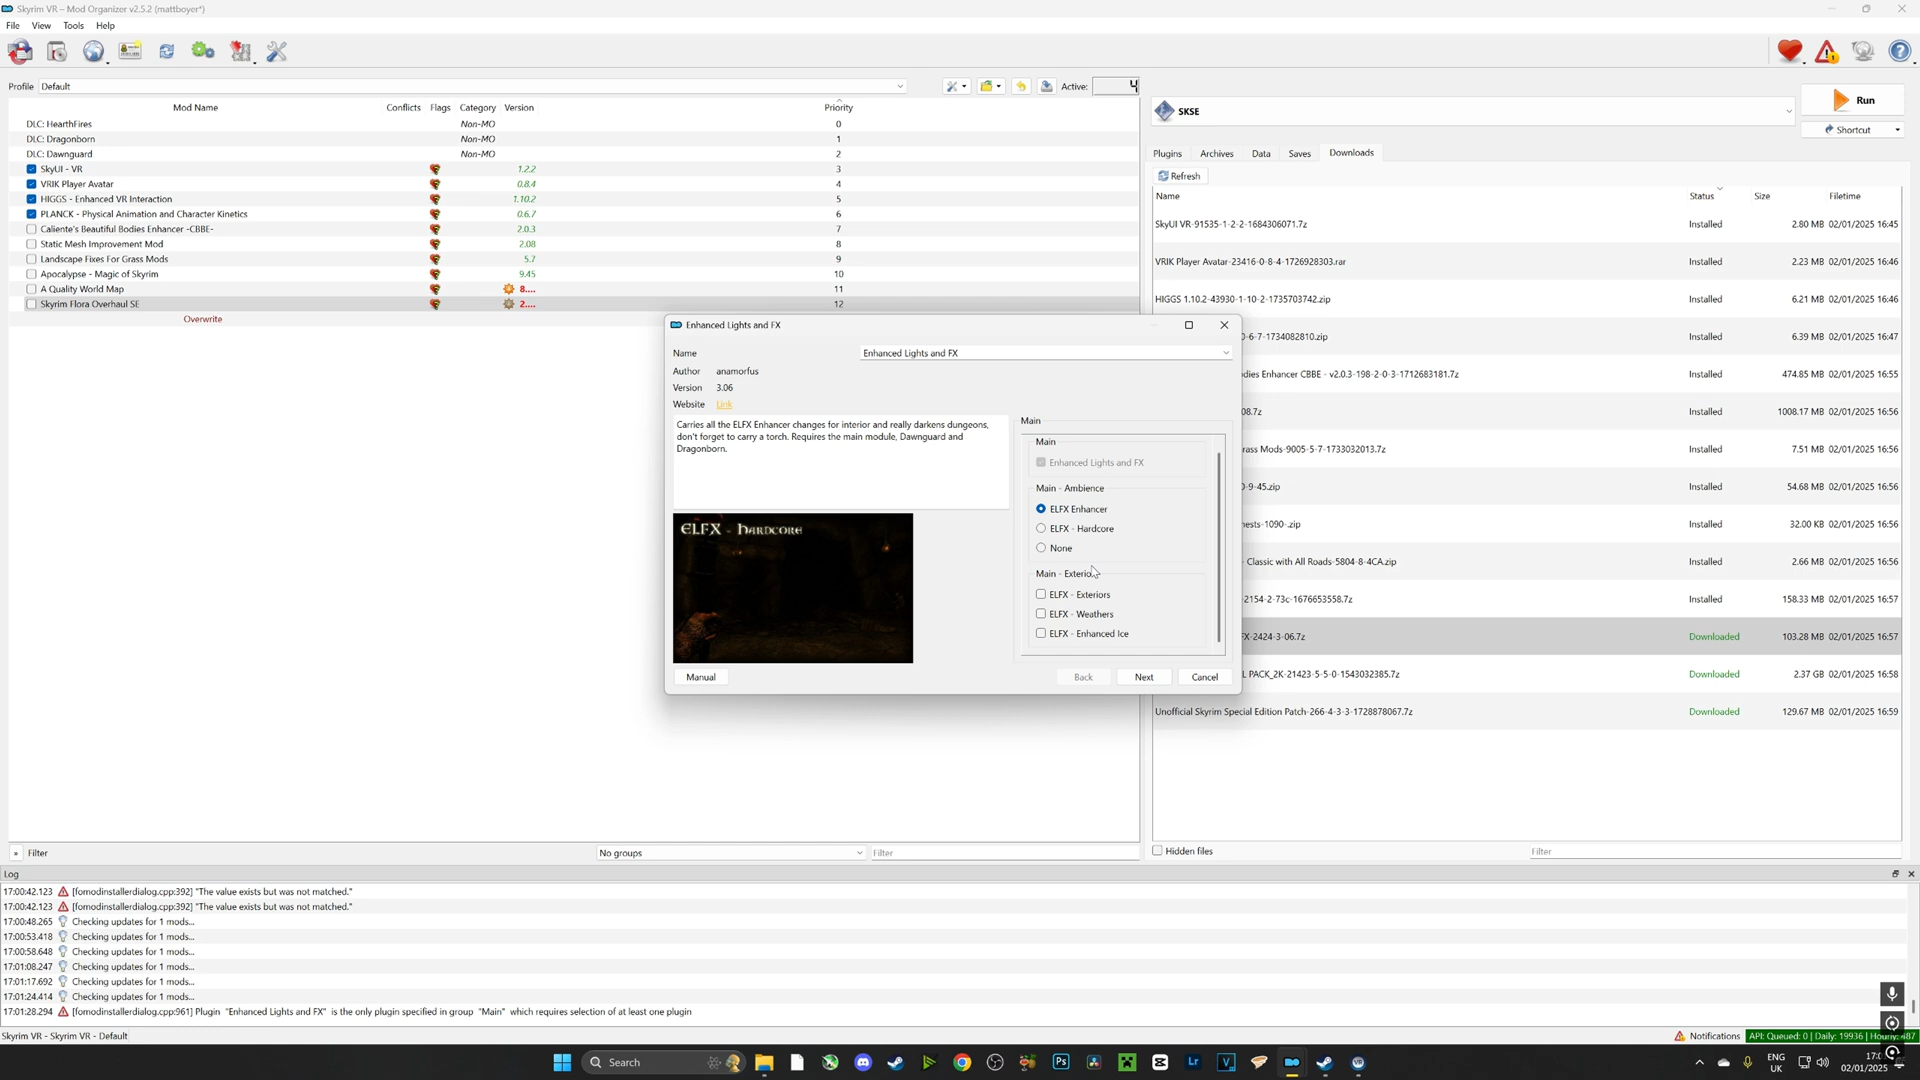 Skyrim VR – Mod Organizer v2.5.2 (mattboyer*)
File View Tools Help
Profile Default Active: 4
Mod Name Conflicts Flags Category Version Priority
DLC: HearthFires Non-MO 0
DLC: Dragonborn Non-MO 1
DLC: Dawnguard Non-MO 2
SkyUI - VR 1.2.2 3
VRIK Player Avatar 0.8.4 4
HIGGS - Enhanced VR Interaction 1.10.2 5
PLANCK - Physical Animation and Character Kinetics 0.6.7 6
Caliente's Beautiful Bodies Enhancer -CBBE- 2.0.3 7
Static Mesh Improvement Mod 2.08 8
Landscape Fixes For Grass Mods 5.7 9
Apocalypse - Magic of Skyrim 9.45 10
A Quality World Map 8.... 11
Skyrim Flora Overhaul SE 2.... 12
Overwrite
SKSE
Run
Shortcut
Plugins Archives Data Saves Downloads
Refresh
Name Status Size Filetime
SkyUI VR-91535-1-2-2-1684306071.7z Installed 2.80 MB 02/01/2025 16:45
VRIK Player Avatar-23416-0-8-4-1726928303.rar Installed 2.23 MB 02/01/2025 16:46
HIGGS 1.10.2-43930-1-10-2-1735703742.zip Installed 6.21 MB 02/01/2025 16:46
0-6-7-1734082810.zip Installed 6.39 MB 02/01/2025 16:47
dies Enhancer CBBE - v2.0.3-198-2-0-3-1712683181.7z Installed 474.85 MB 02/01/2025 16:55
08.7z Installed 1008.17 MB 02/01/2025 16:56
rass Mods-9005-5-7-1733032013.7z Installed 7.51 MB 02/01/2025 16:56
0-9-45.zip Installed 54.68 MB 02/01/2025 16:56
nests-1090-.zip Installed 32.00 KB 02/01/2025 16:56
- Classic with All Roads-5804-8-4CA.zip Installed 2.66 MB 02/01/2025 16:56
-2154-2-73c-1676653558.7z Installed 158.33 MB 02/01/2025 16:57
FX-2424-3-06.7z Downloaded 103.28 MB 02/01/2025 16:57
L PACK_2K-21423-5-5-0-1543032385.7z Downloaded 2.37 GB 02/01/2025 16:58
Unofficial Skyrim Special Edition Patch-266-4-3-3-1728878067.7z Downloaded 129.67 MB 02/01/2025 16:59
Enhanced Lights and FX
Name Enhanced Lights and FX
Author anamorfus
Version 3.06
Website Link
Carries all the ELFX Enhancer changes for interior and really darkens dungeons,
don't forget to carry a torch. Requires the main module, Dawnguard and
Dragonborn.
ELFX - Hardcore
Main
Main
Enhanced Lights and FX
Main - Ambience
ELFX Enhancer
ELFX - Hardcore
None
Main - Exterio
ELFX - Exteriors
ELFX - Weathers
ELFX - Enhanced Ice
Manual Back Next Cancel
» Filter No groups Filter
Hidden files Filter
Log
17:00:42.123 [fomodinstallerdialog.cpp:392] "The value exists but was not matched."
17:00:42.123 [fomodinstallerdialog.cpp:392] "The value exists but was not matched."
17:00:48.265 Checking updates for 1 mods...
17:00:53.418 Checking updates for 1 mods...
17:00:58.648 Checking updates for 1 mods...
17:01:08.247 Checking updates for 1 mods...
17:01:17.692 Checking updates for 1 mods...
17:01:24.414 Checking updates for 1 mods...
17:01:28.294 [fomodinstallerdialog.cpp:961] Plugin "Enhanced Lights and FX" is the only plugin specified in group "Main" which requires selection of at least one plugin
Skyrim VR - Skyrim VR - Default Notifications API: Queued: 0 | Daily: 19936 | Hourly: 487
Search
ENG
UK
17:0
02/01/2025